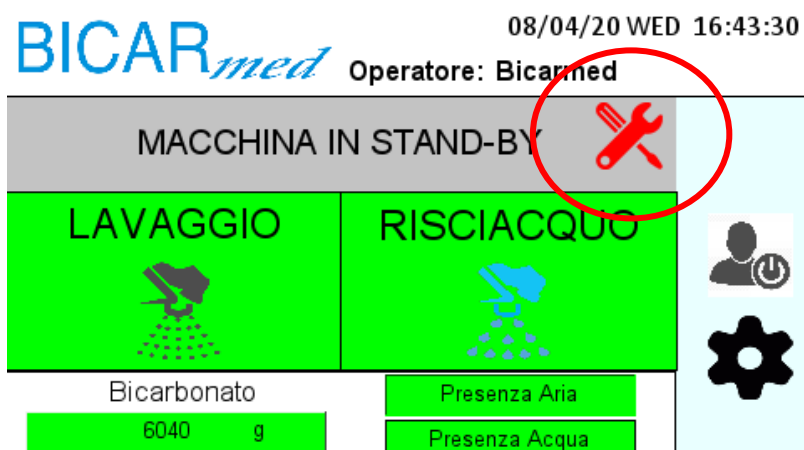 BICARmed
08/04/20 WED 16:43:30
Operatore: Bicarmed
MACCHINA IN STAND-BY
LAVAGGIO
RISCIACQUO
Bicarbonato
6040 g
Presenza Aria
Presenza Acqua